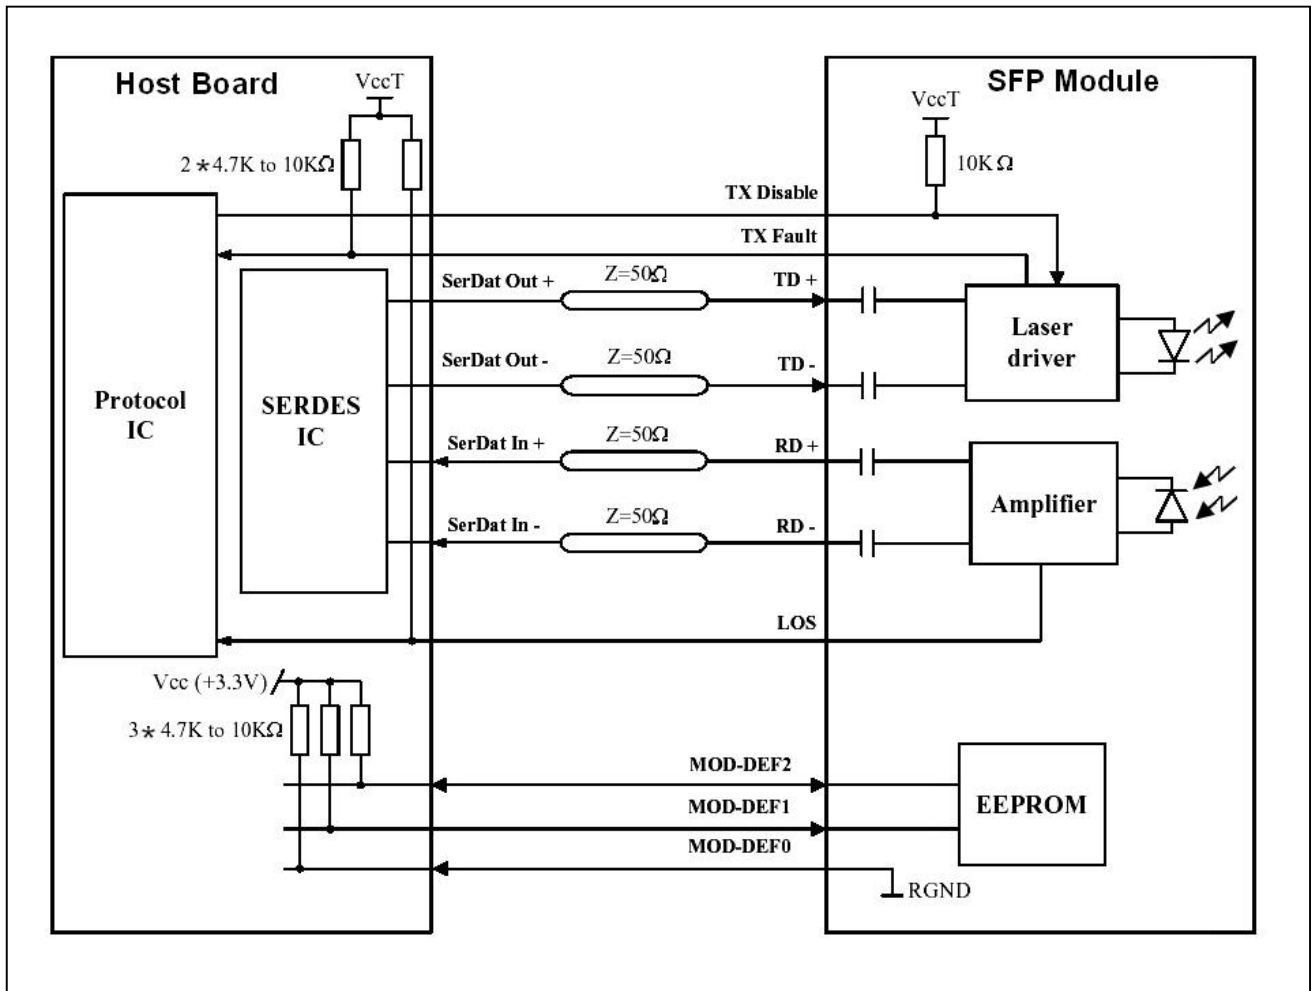 Host Board
VccT
2*4.7K to 10KΩ
SFP Module
VccT
10KΩ
TX Disable
TX Fault
SerDat Out +
Z=50Ω
TD +
SerDat Out -
Z=50Ω
TD -
SerDat In +
Z=50Ω
RD +
SerDat In -
Z=50Ω
RD -
Laser
driver
Protocol
IC
SERDES
IC
Amplifier
LOS
Vcc (+3.3V)
3*4.7K to 10KΩ
MOD-DEF2
MOD-DEF1
MOD-DEF0
EEPROM
RGND